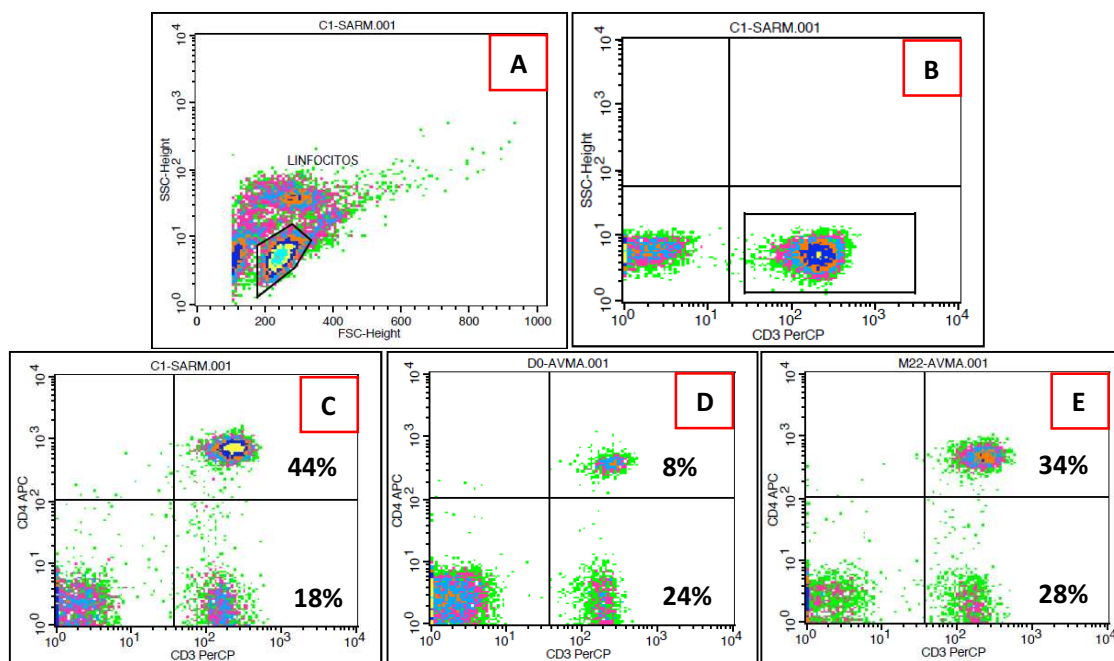 C1-SARM.001
A
SSC-Height
10^4
10^3
10^2
10^1
10^0
LINFOCITOS
0 200 400 600 800 1000
FSC-Height
C1-SARM.001
B
SSC-Height
10^4
10^3
10^2
10^1
10^0
10^0 10^1 10^2 10^3 10^4
CD3 PerCP
C1-SARM.001
C
CD4 APC
10^4
10^3
10^2
10^1
10^0
44%
18%
10^0 10^1 10^2 10^3 10^4
CD3 PerCP
D0-AVMA.001
D
CD4 APC
10^4
10^3
10^2
10^1
10^0
8%
24%
10^0 10^1 10^2 10^3 10^4
CD3 PerCP
M22-AVMA.001
E
CD4 APC
10^4
10^3
10^2
10^1
10^0
34%
28%
10^0 10^1 10^2 10^3 10^4
CD3 PerCP